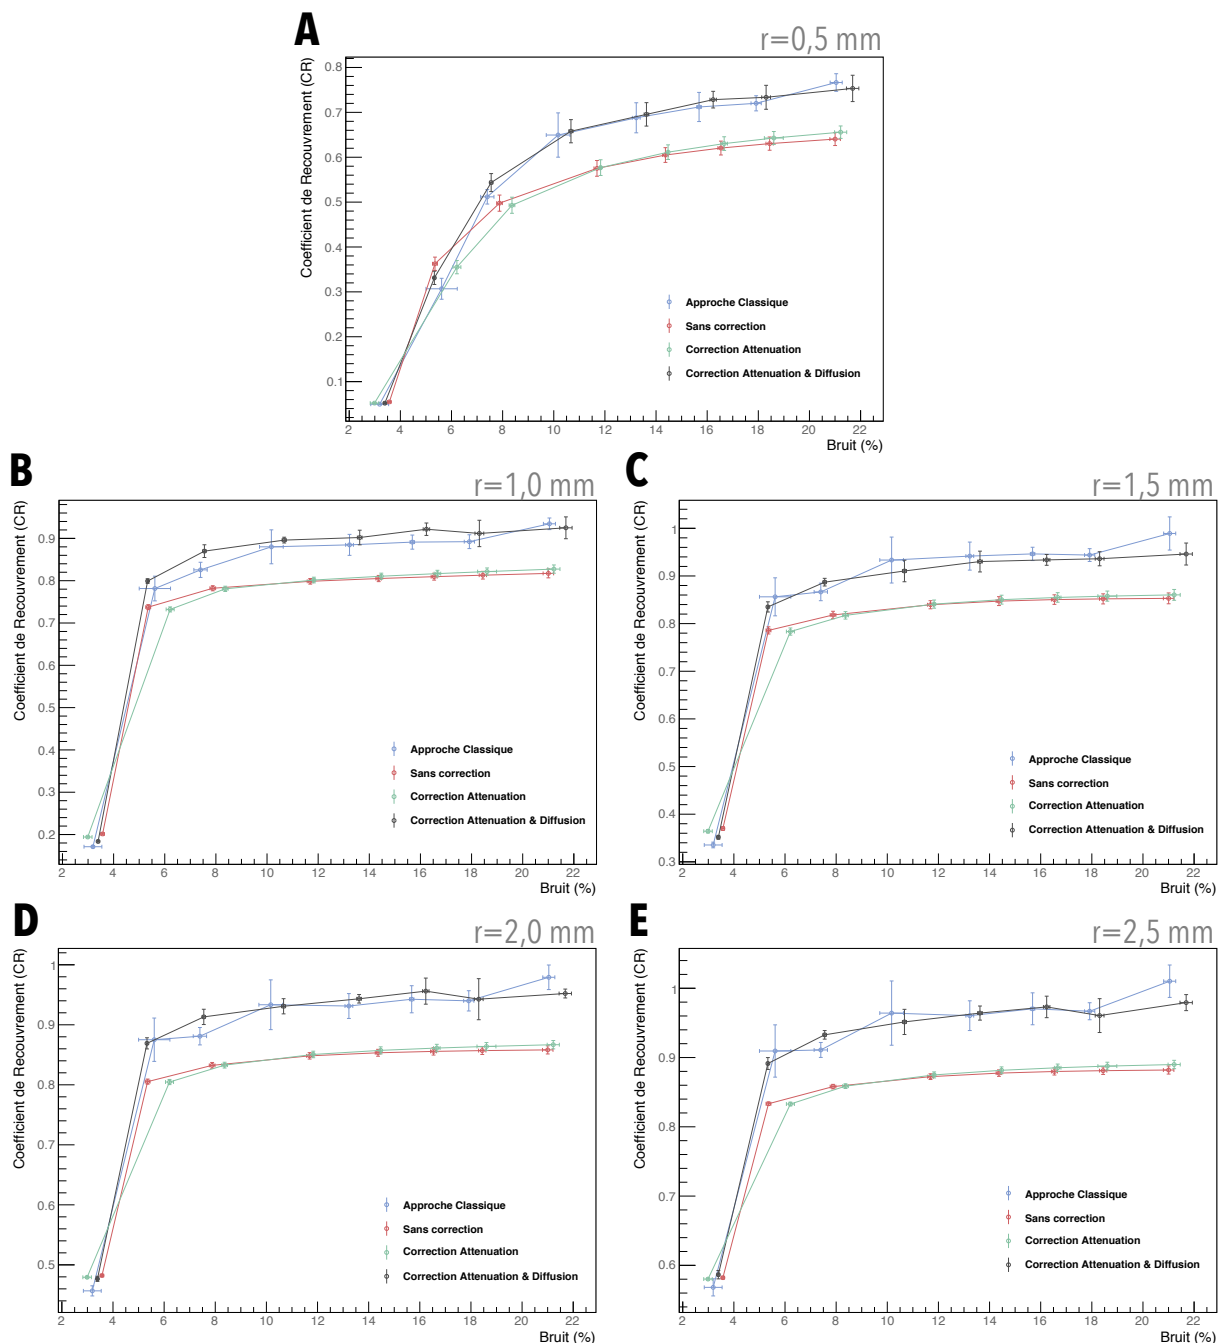 A
r=0,5 mm
Coefficient de Recouvrement (CR)
0.8
0.7
0.6
0.5
0.4
0.3
0.2
0.1
Approche Classique
Sans correction
Correction Attenuation
Correction Attenuation & Diffusion
2 4 6 8 10 12 14 16 18 20 22
Bruit (%)
B
r=1,0 mm
Coefficient de Recouvrement (CR)
0.9
0.8
0.7
0.6
0.5
0.4
0.3
0.2
Approche Classique
Sans correction
Correction Attenuation
Correction Attenuation & Diffusion
2 4 6 8 10 12 14 16 18 20 22
Bruit (%)
C
r=1,5 mm
Coefficient de Recouvrement (CR)
1
0.9
0.8
0.7
0.6
0.5
0.4
0.3
Approche Classique
Sans correction
Correction Attenuation
Correction Attenuation & Diffusion
2 4 6 8 10 12 14 16 18 20 22
Bruit (%)
D
r=2,0 mm
Coefficient de Recouvrement (CR)
1
0.9
0.8
0.7
0.6
0.5
Approche Classique
Sans correction
Correction Attenuation
Correction Attenuation & Diffusion
2 4 6 8 10 12 14 16 18 20 22
Bruit (%)
E
r=2,5 mm
Coefficient de Recouvrement (CR)
1
0.9
0.8
0.7
0.6
Approche Classique
Sans correction
Correction Attenuation
Correction Attenuation & Diffusion
2 4 6 8 10 12 14 16 18 20 22
Bruit (%)